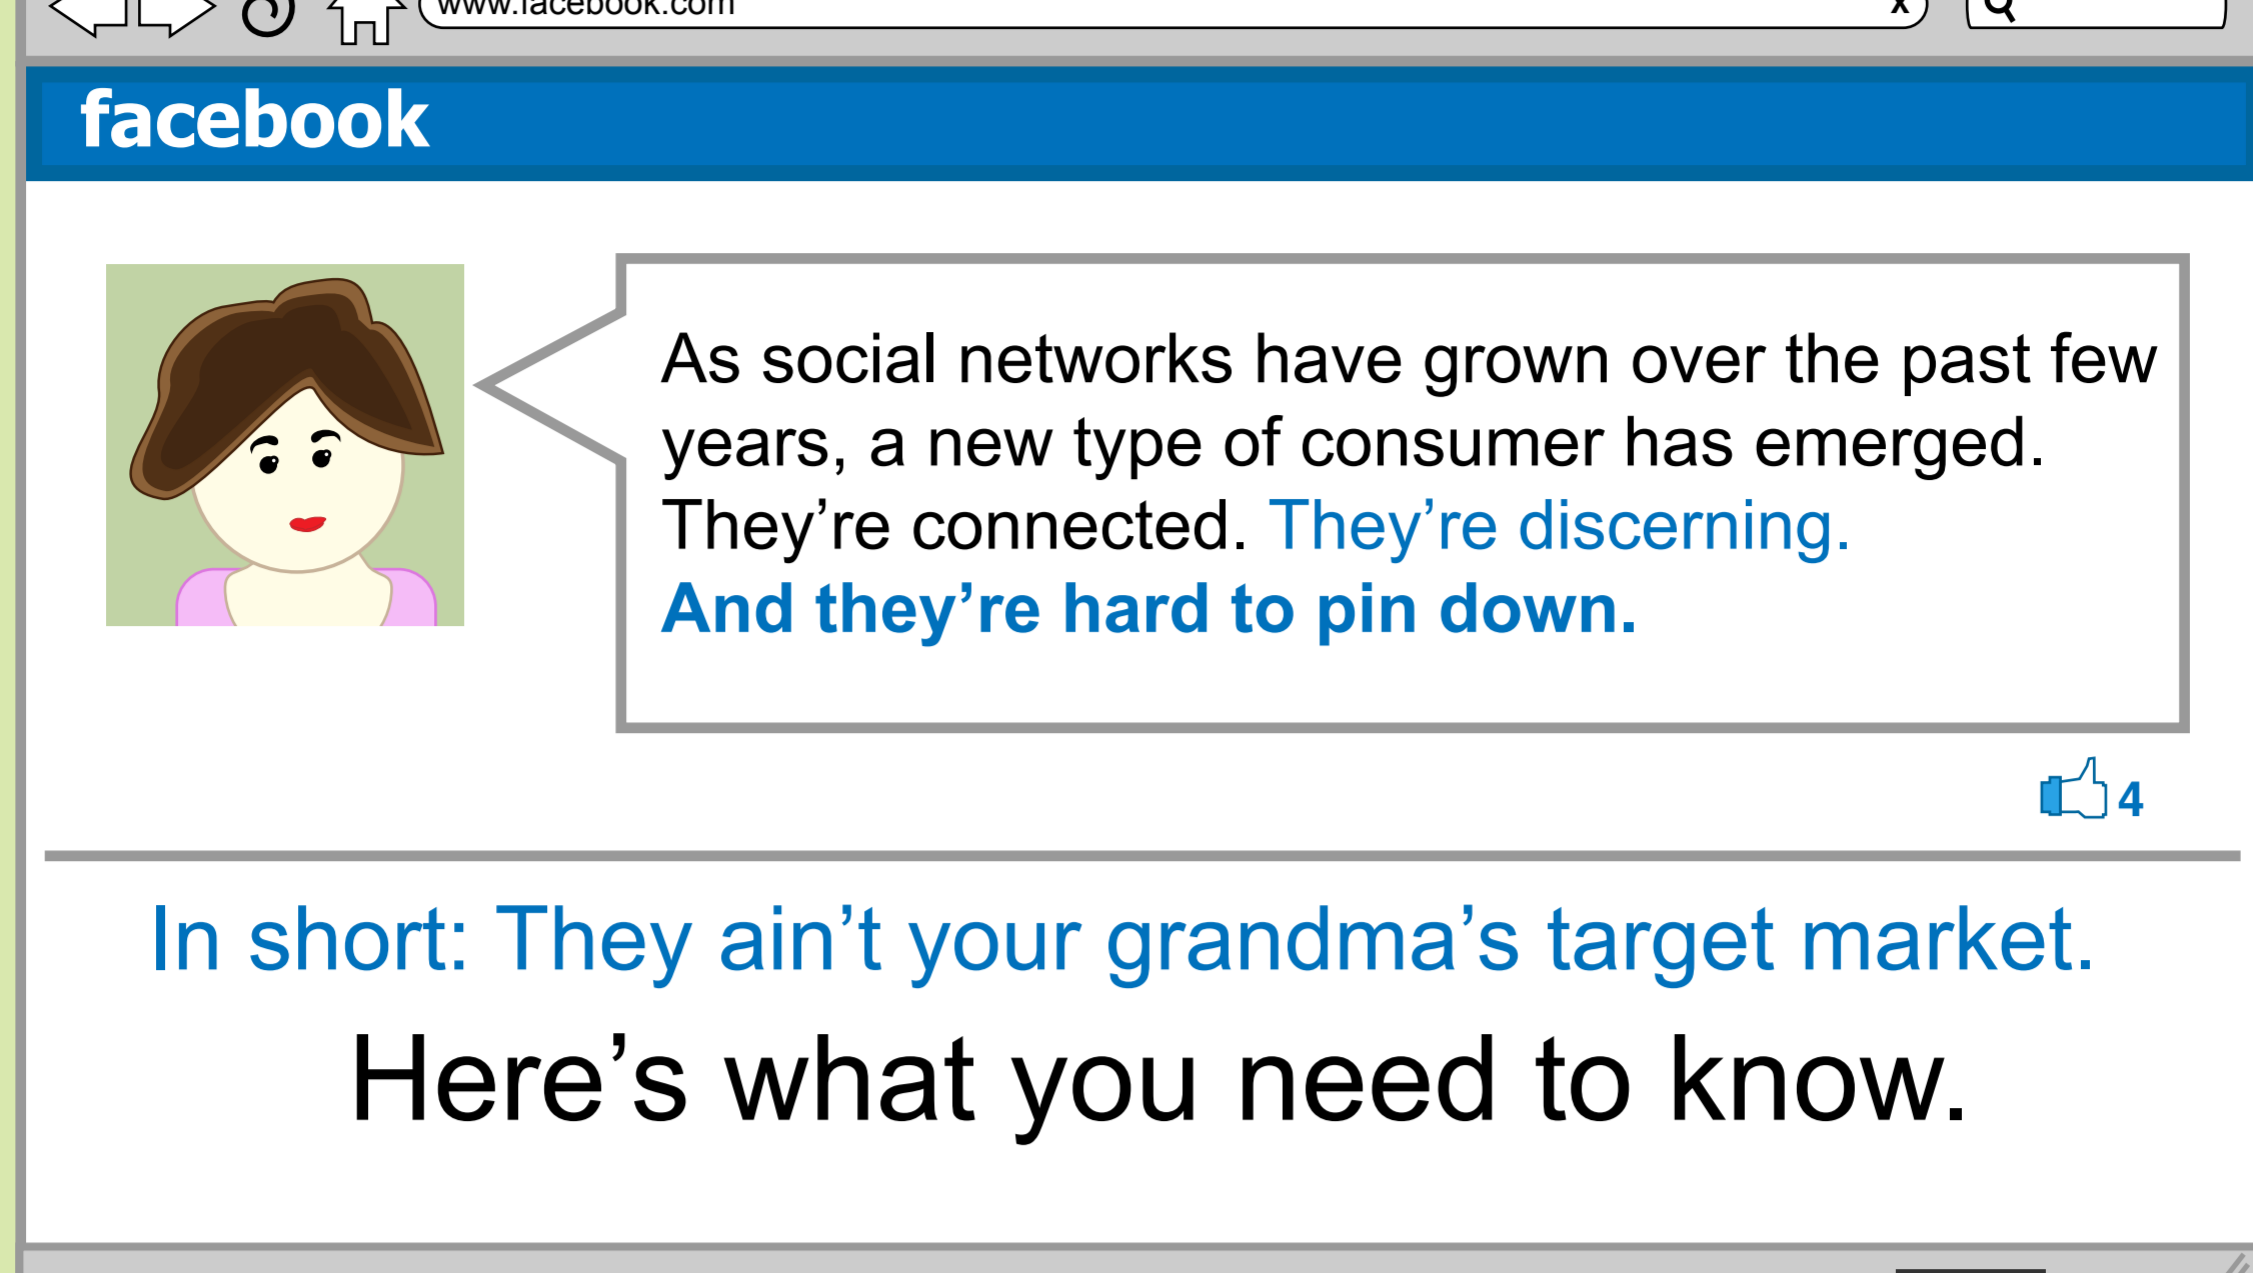 www.facebook.com
x
facebook
As social networks have grown over the past few
years, a new type of consumer has emerged.
They’re connected. They’re discerning.
And they’re hard to pin down.
4
In short: They ain’t your grandma’s target market.
Here’s what you need to know.